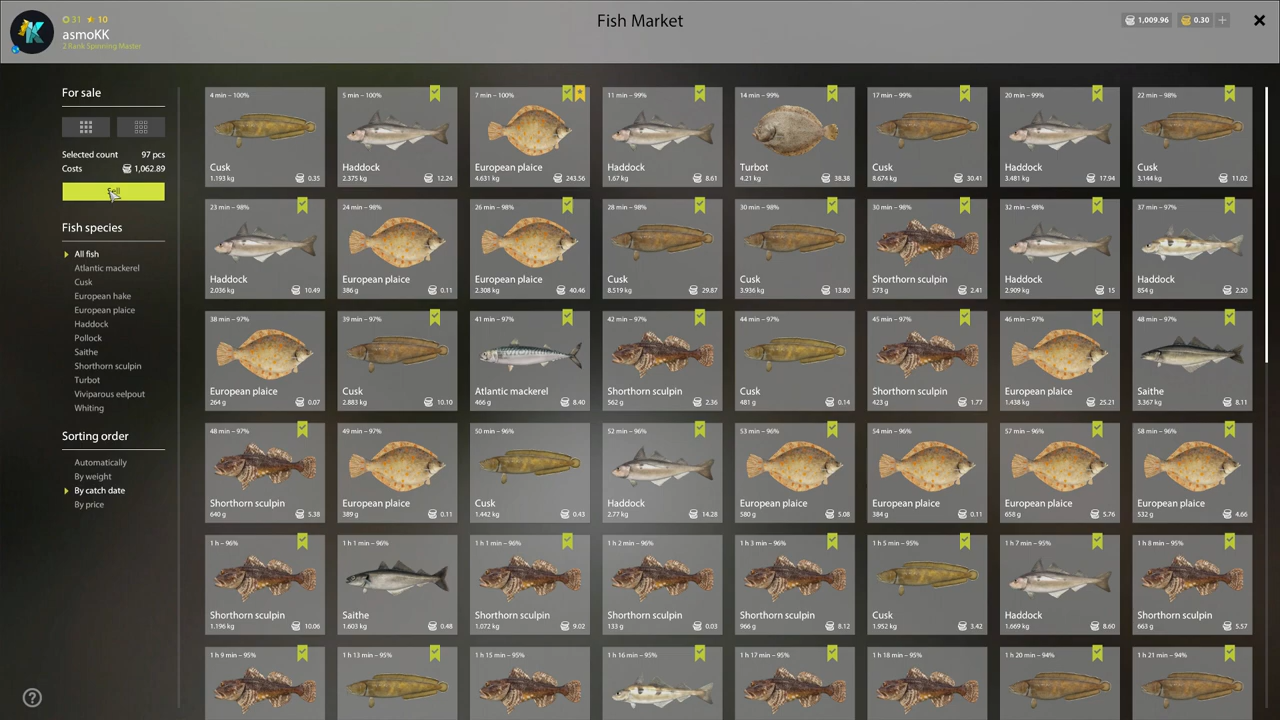 31 10
asmoKK
2 Rank Spinning Master
Fish Market
1,009.96 0.30 +
For sale
Selected count 97 pcs
Costs 1,062.89
Sell
Fish species
All fish
Atlantic mackerel
Cusk
European hake
European plaice
Haddock
Pollock
Saithe
Shorthorn sculpin
Turbot
Viviparous eelpout
Whiting
Sorting order
Automatically
By weight
By catch date
By price
4 min – 100% 5 min – 100% 7 min – 100% 11 min – 99% 14 min – 99% 17 min – 99% 20 min – 99% 22 min – 98%
Cusk Haddock European plaice Haddock Turbot Cusk Haddock Cusk
1.193 kg 0.35 2.375 kg 12.24 4.631 kg 243.56 1.67 kg 8.61 4.21 kg 38.38 8.674 kg 30.41 3.481 kg 17.94 3.144 kg 11.02
23 min – 98% 24 min – 98% 26 min – 98% 28 min – 98% 30 min – 98% 30 min – 98% 32 min – 98% 37 min – 97%
Haddock European plaice European plaice Cusk Cusk Shorthorn sculpin Haddock Haddock
2.036 kg 10.49 386 g 0.11 2.308 kg 40.46 8.519 kg 29.87 3.936 kg 13.80 573 g 2.41 2.909 kg 15 854 g 2.20
38 min – 97% 39 min – 97% 41 min – 97% 42 min – 97% 44 min – 97% 45 min – 97% 46 min – 97% 48 min – 97%
European plaice Cusk Atlantic mackerel Shorthorn sculpin Cusk Shorthorn sculpin European plaice Saithe
264 g 0.07 2.883 kg 10.10 466 g 8.40 562 g 2.36 481 g 0.14 423 g 1.77 1.438 kg 25.21 3.367 kg 8.11
48 min – 97% 49 min – 97% 50 min – 96% 52 min – 96% 53 min – 96% 54 min – 96% 57 min – 96% 58 min – 96%
Shorthorn sculpin European plaice Cusk Haddock European plaice European plaice European plaice European plaice
640 g 5.38 389 g 0.11 1.442 kg 0.43 2.77 kg 14.28 580 g 5.08 384 g 0.11 658 g 5.76 532 g 4.66
1 h – 96% 1 h 1 min – 96% 1 h 1 min – 96% 1 h 2 min – 96% 1 h 3 min – 96% 1 h 5 min – 95% 1 h 7 min – 95% 1 h 8 min – 95%
Shorthorn sculpin Saithe Shorthorn sculpin Shorthorn sculpin Shorthorn sculpin Cusk Haddock Shorthorn sculpin
1.196 kg 10.06 1.603 kg 0.48 1.072 kg 9.02 133 g 0.03 966 g 8.12 1.952 kg 3.42 1.669 kg 8.60 663 g 5.57
1 h 9 min – 95% 1 h 13 min – 95% 1 h 15 min – 95% 1 h 16 min – 95% 1 h 17 min – 95% 1 h 18 min – 95% 1 h 20 min – 94% 1 h 21 min – 94%
?